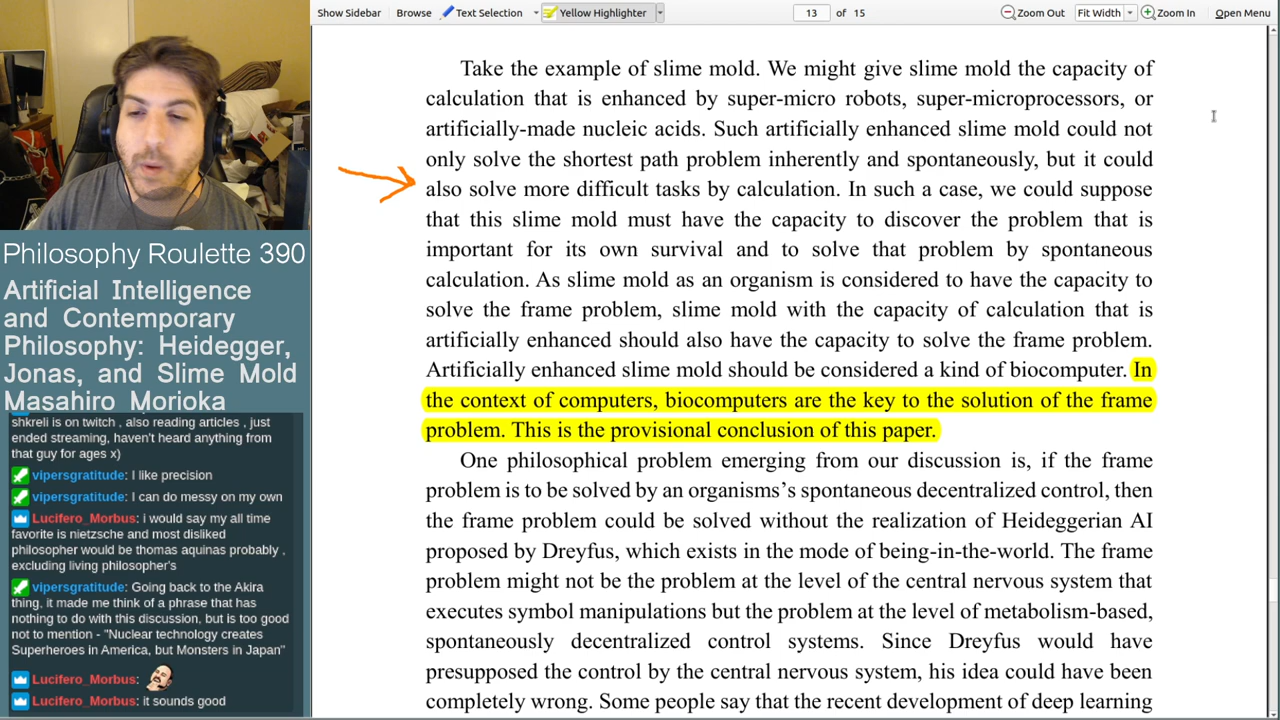 Show Sidebar Browse Text Selection Yellow Highlighter 13 of 15 Zoom Out Fit Width Zoom In Open Menu
Philosophy Roulette 390
Artificial Intelligence
and Contemporary
Philosophy: Heidegger,
Jonas, and Slime Mold
Masahiro Morioka
shkreli is on twitch , also reading articles , just
ended streaming, haven't heard anything from
that guy for ages x)
vipersgratitude: I like precision
vipersgratitude: I can do messy on my own
Lucifero_Morbus: i would say my all time
favorite is nietzsche and most disliked
philosopher would be thomas aquinas probably ,
excluding living philosopher's
vipersgratitude: Going back to the Akira
thing, it made me think of a phrase that has
nothing to do with this discussion, but is too good
not to mention - "Nuclear technology creates
Superheroes in America, but Monsters in Japan"
Lucifero_Morbus:
Lucifero_Morbus: it sounds good
Take the example of slime mold. We might give slime mold the capacity of
calculation that is enhanced by super-micro robots, super-microprocessors, or
artificially-made nucleic acids. Such artificially enhanced slime mold could not
only solve the shortest path problem inherently and spontaneously, but it could
also solve more difficult tasks by calculation. In such a case, we could suppose
that this slime mold must have the capacity to discover the problem that is
important for its own survival and to solve that problem by spontaneous
calculation. As slime mold as an organism is considered to have the capacity to
solve the frame problem, slime mold with the capacity of calculation that is
artificially enhanced should also have the capacity to solve the frame problem.
Artificially enhanced slime mold should be considered a kind of biocomputer. In
the context of computers, biocomputers are the key to the solution of the frame
problem. This is the provisional conclusion of this paper.
One philosophical problem emerging from our discussion is, if the frame
problem is to be solved by an organisms's spontaneous decentralized control, then
the frame problem could be solved without the realization of Heideggerian AI
proposed by Dreyfus, which exists in the mode of being-in-the-world. The frame
problem might not be the problem at the level of the central nervous system that
executes symbol manipulations but the problem at the level of metabolism-based,
spontaneously decentralized control systems. Since Dreyfus would have
presupposed the control by the central nervous system, his idea could have been
completely wrong. Some people say that the recent development of deep learning